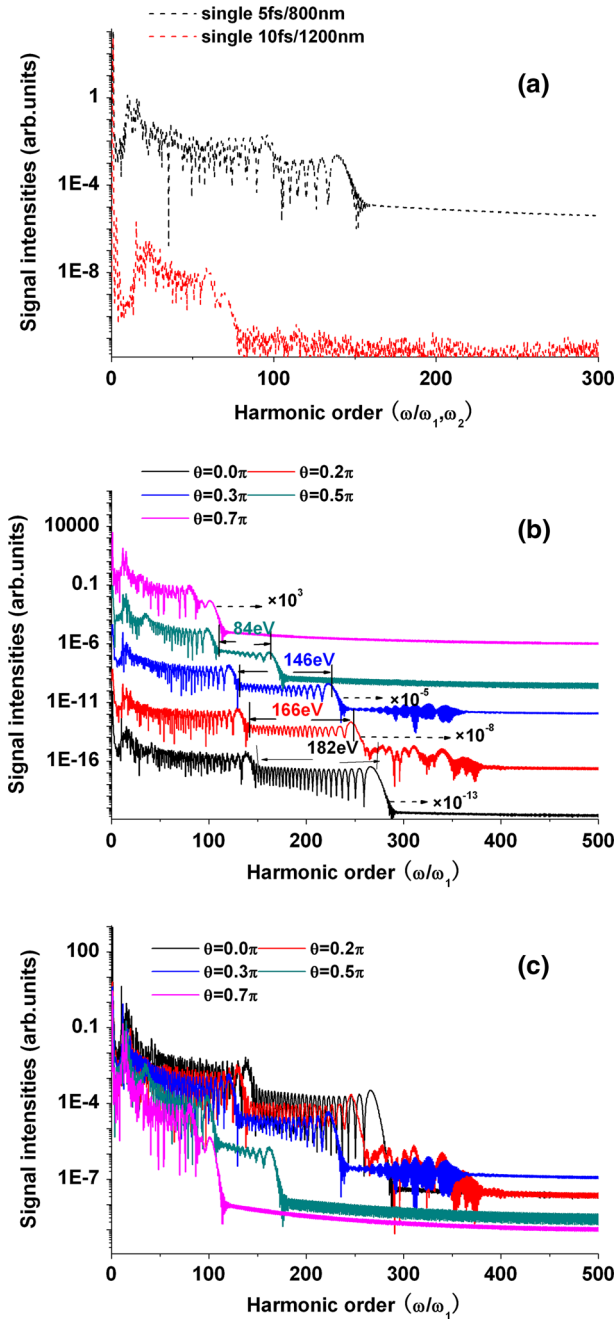 single 5fs/800nm
single 10fs/1200nm
(a)
Signal intensities (arb.units)
1
1E-4
1E-8
0 100 200 300
Harmonic order (ω/ω₁,ω₂)
θ=0.0π θ=0.2π
θ=0.3π θ=0.5π
θ=0.7π
(b)
Signal intensities (arb.units)
10000
0.1
1E-6
1E-11
1E-16
×10³
84eV
146eV
×10⁻⁵
166eV
×10⁻⁸
182eV
×10⁻¹³
0 100 200 300 400 500
Harmonic order (ω/ω₁)
θ=0.0π θ=0.2π
θ=0.3π θ=0.5π
θ=0.7π
(c)
Signal intensities (arb.units)
100
0.1
1E-4
1E-7
0 100 200 300 400 500
Harmonic order (ω/ω₁)